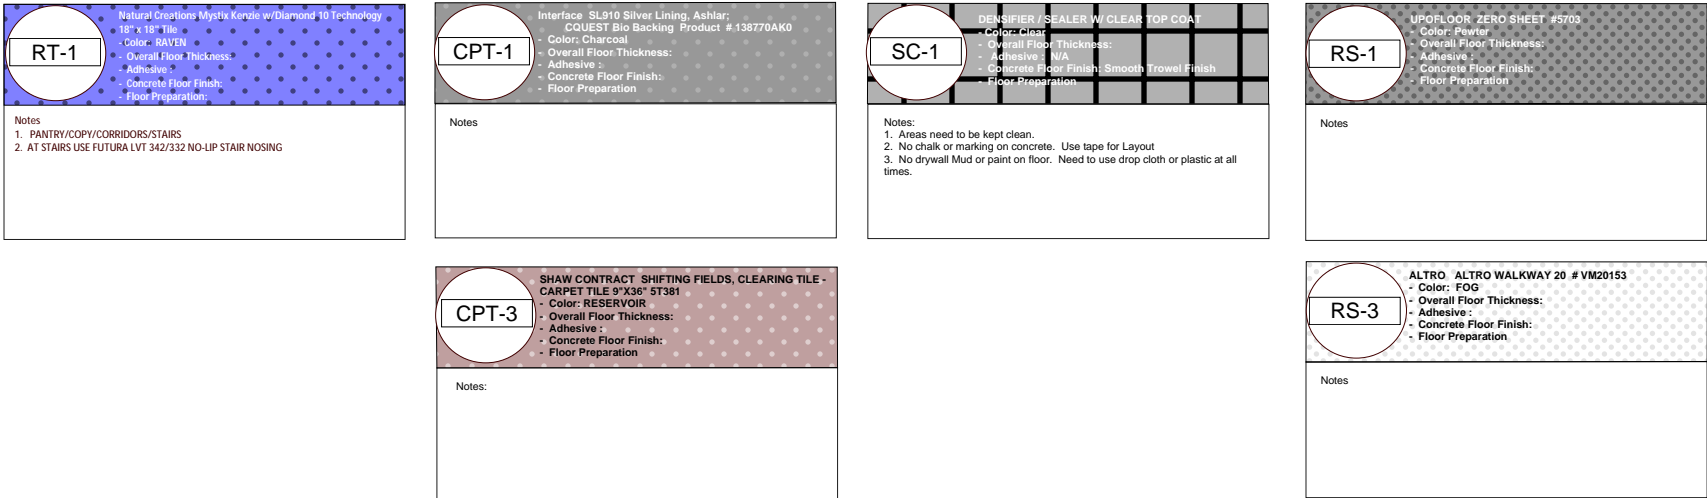 RT-1
Natural Creations Mystix Kenzie w/Diamond 10 Technology
18" x 18" Tile
- Color: RAVEN
- Overall Floor Thickness:
- Adhesive :
- Concrete Floor Finish:
- Floor Preparation:
Notes
1. PANTRY/COPY/CORRIDORS/STAIRS
2. AT STAIRS USE FUTURA LVT 342/332 NO-LIP STAIR NOSING
CPT-1
Interface SL910 Silver Lining, Ashlar;
CQUEST Bio Backing Product # 138770AK0
- Color: Charcoal
- Overall Floor Thickness:
- Adhesive :
- Concrete Floor Finish:
- Floor Preparation
Notes
SC-1
DENSIFIER / SEALER W/ CLEAR TOP COAT
- Color: Clear
- Overall Floor Thickness:
- Adhesive : N/A
- Concrete Floor Finish: Smooth Trowel Finish
- Floor Preparation
Notes:
1. Areas need to be kept clean.
2. No chalk or marking on concrete. Use tape for Layout
3. No drywall Mud or paint on floor. Need to use drop cloth or plastic at all
times.
RS-1
UPOFLOOR ZERO SHEET #5703
- Color: Pewter
- Overall Floor Thickness:
- Adhesive :
- Concrete Floor Finish:
- Floor Preparation
Notes
CPT-3
SHAW CONTRACT SHIFTING FIELDS, CLEARING TILE -
CARPET TILE 9"X36" 5T381
- Color: RESERVOIR
- Overall Floor Thickness:
- Adhesive :
- Concrete Floor Finish:
- Floor Preparation
Notes:
RS-3
ALTRO ALTRO WALKWAY 20 # VM20153
- Color: FOG
- Overall Floor Thickness:
- Adhesive :
- Concrete Floor Finish:
- Floor Preparation
Notes